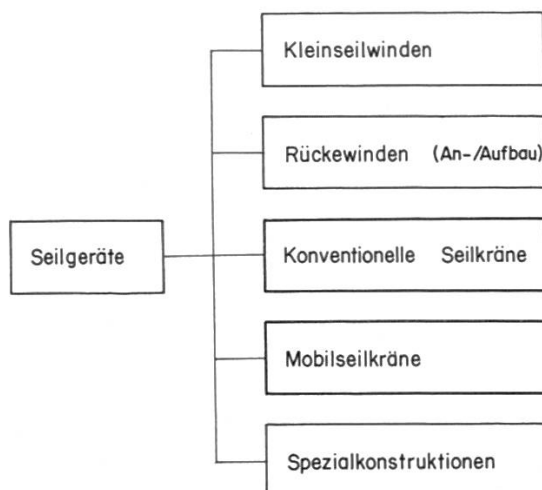 Kleinseilwinden
Rückewinden (An-/Aufbau)
Seilgeräte
Konventionelle Seilkräne
Mobilseilkräne
Spezialkonstruktionen